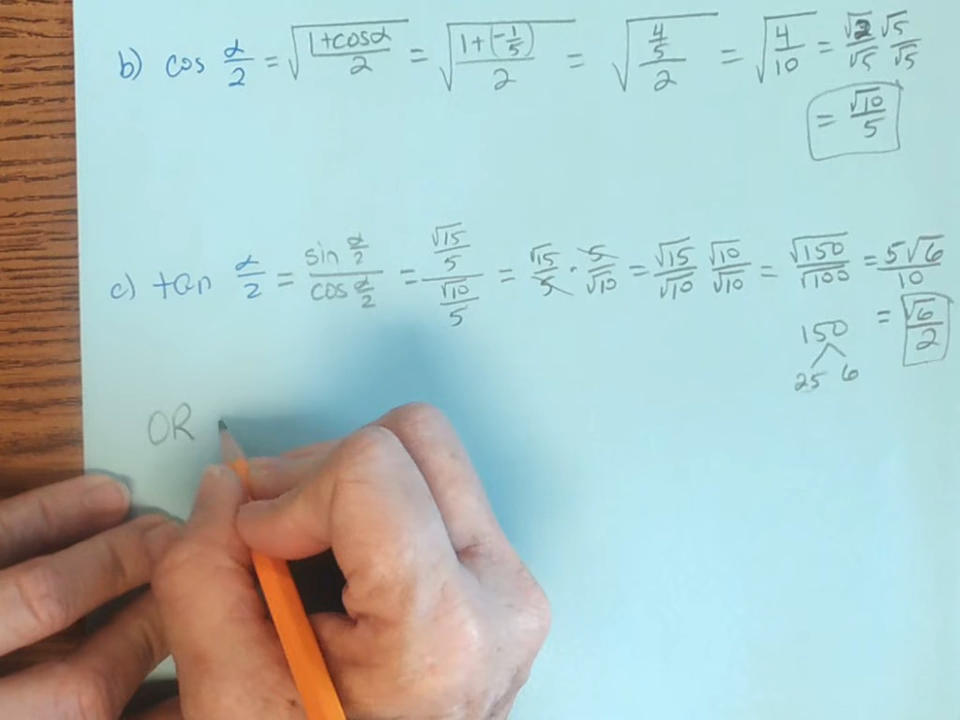 b) cos α/2 = √((1+cosα)/2) = √((1+(-1/5))/2) = √((4/5)/2) = √(4/10) = √2/√5 √5/√5
= √10/5
c) tan α/2 = (sin α/2)/(cos α/2) = (√15/5)/(√10/5) = √15/5 · 5/√10 = √15/√10 √10/√10 = √150/√100 = 5√6/10
150 = √6/2
25 6
OR